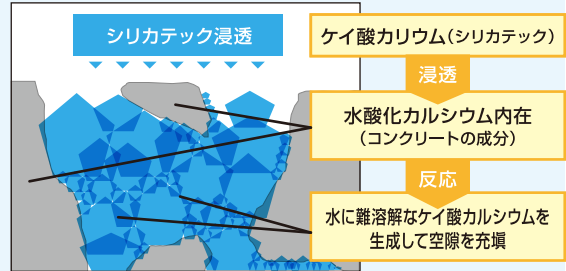 シリカテック浸透
ケイ酸カリウム（シリカテック）
浸透
水酸化カルシウム内在
（コンクリートの成分）
反応
水に難溶解なケイ酸カルシウムを
生成して空隙を充填